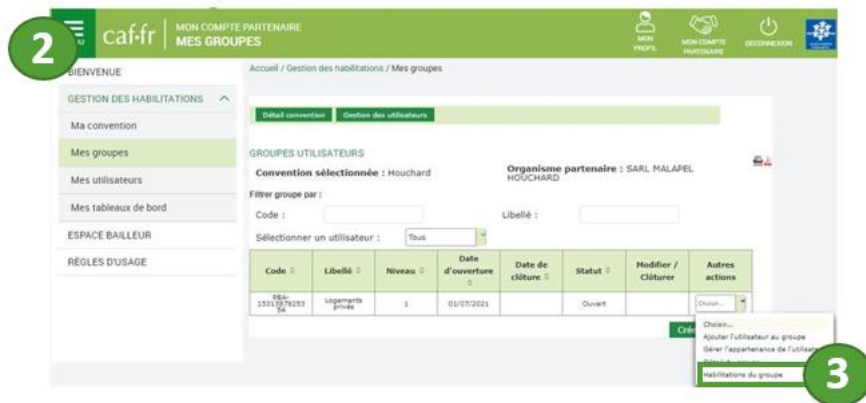 2
caf.fr
MON COMPTE PARTENAIRE
MES GROUPES
MON PROFIL
MON COMPTE PARTENAIRE
DECONNEXION
BIENVENUE
GESTION DES HABILITATIONS
Ma convention
Mes groupes
Mes utilisateurs
Mes tableaux de bord
ESPACE BAILLEUR
RÈGLES D'USAGE
Accueil / Gestion des habilitations / Mes groupes
Détail convention
Gestion des utilisateurs
GROUPES UTILISATEURS
Convention sélectionnée : Houchard
Organisme partenaire : SARL MALAPEL
HOUCHARD
Filtrer groupe par :
Code :
Libellé :
Sélectionner un utilisateur :
Tous
Code
Libellé
Niveau
Date d'ouverture
Date de clôture
Statut
Modifier / Clôturer
Autres actions
Logements privés
1
01/07/2021
Ouvert
Choisir...
Choisir...
Ajouter l'utilisateur au groupe
Gérer l'appartenance de l'utilisate
Habilitations du groupe
3